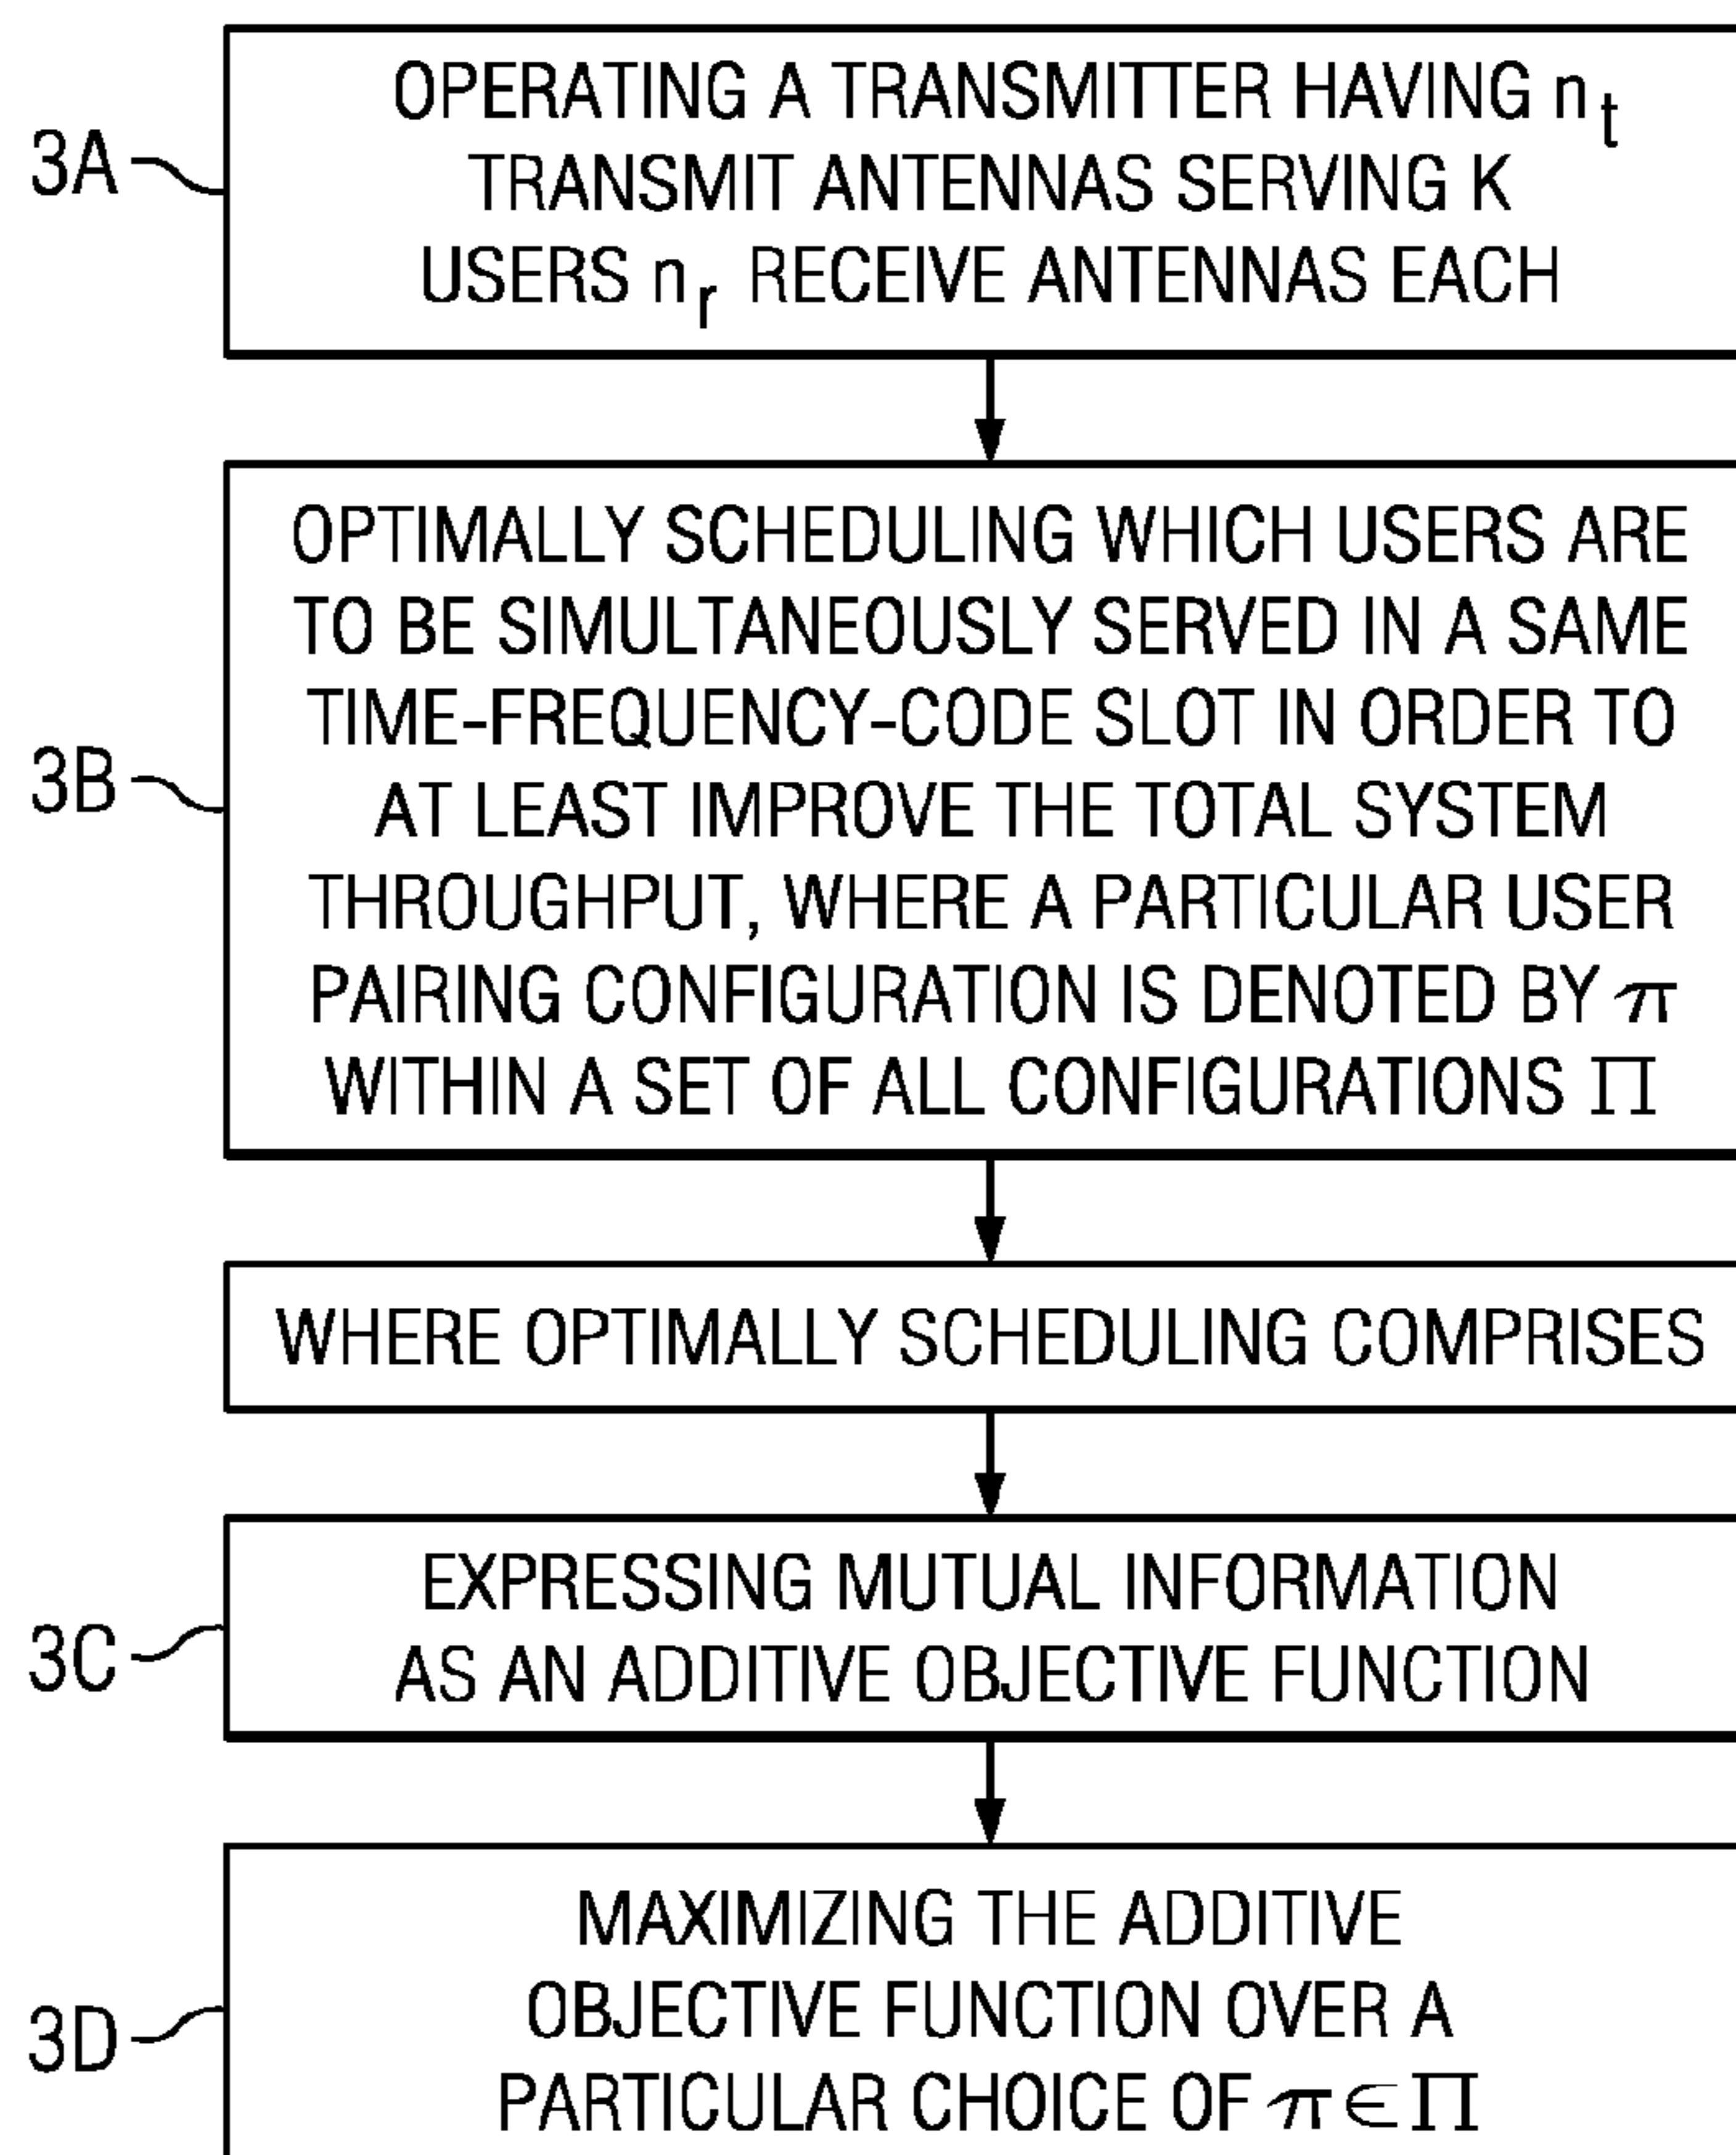 OPERATING A TRANSMITTER HAVING nt
3A
TRANSMIT ANTENNAS SERVING K
USERS nr RECEIVE ANTENNAS EACH
OPTIMALLY SCHEDULING WHICH USERS ARE
TO BE SIMULTANEOUSLY SERVED IN A SAME
TIME-FREQUENCY-CODE SLOT IN ORDER TO
3B
AT LEAST IMPROVE THE TOTAL SYSTEM
THROUGHPUT, WHERE A PARTICULAR USER
PAIRING CONFIGURATION IS DENOTED BY π
WITHIN A SET OF ALL CONFIGURATIONS Π
WHERE OPTIMALLY SCHEDULING COMPRISES
EXPRESSING MUTUAL INFORMATION
3C
AS AN ADDITIVE OBJECTIVE FUNCTION
MAXIMIZING THE ADDITIVE
OBJECTIVE FUNCTION OVER A
3D
PARTICULAR CHOICE OF π∈Π